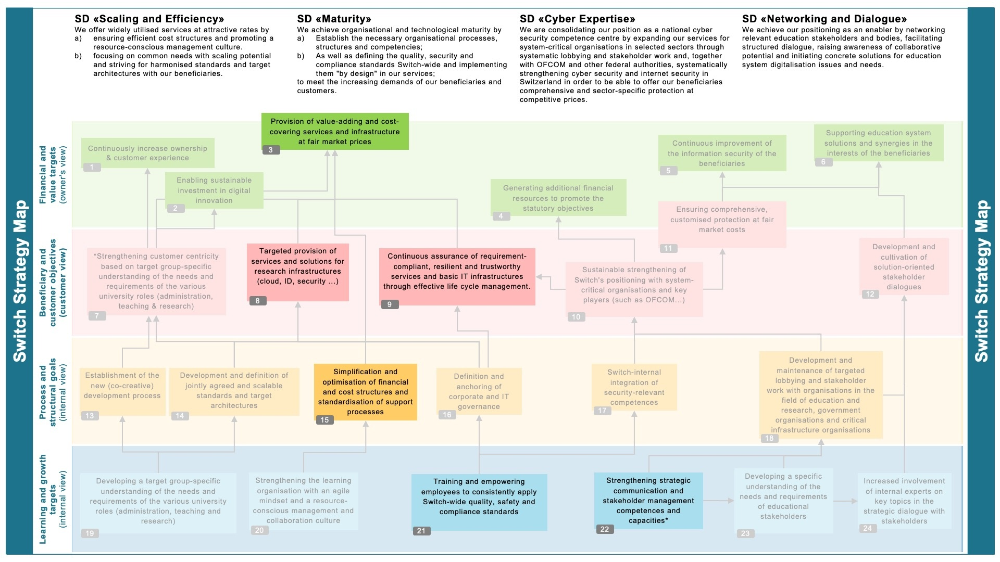 Switch Strategy Map
SD «Scaling and Efficiency»
We offer widely utilised services at attractive rates by
a) ensuring efficient cost structures and promoting a
resource-conscious management culture.
b) focusing on common needs with scaling potential
and striving for harmonised standards and target
architectures with our beneficiaries.
SD «Maturity»
We achieve organisational and technological maturity by
a) Establish the necessary organisational processes,
structures and competencies;
b) As well as defining the quality, security and
compliance standards Switch-wide and implementing
them "by design" in our services;
to meet the increasing demands of our beneficiaries and
customers.
SD «Cyber Expertise»
We are consolidating our position as a national cyber
security competence centre by expanding our services for
system-critical organisations in selected sectors through
systematic lobbying and stakeholder work and, together
with OFCOM and other federal authorities, systematically
strengthening cyber security and internet security in
Switzerland in order to be able to offer our beneficiaries
comprehensive and sector-specific protection at
competitive prices.
SD «Networking and Dialogue»
We achieve our positioning as an enabler by networking
relevant education stakeholders and bodies, facilitating
structured dialogue, raising awareness of collaborative
potential and initiating concrete solutions for education
system digitalisation issues and needs.
Financial and
value targets
(owner's view)
Continuously increase ownership
& customer experience
1
Enabling sustainable
investment in digital
innovation
2
Provision of value-adding and cost-
covering services and infrastructure
at fair market prices
3
Generating additional financial
resources to promote the
statutory objectives
4
Continuous improvement of
the information security of the
beneficiaries
5
Supporting education system
solutions and synergies in the
interests of the beneficiaries
6
Beneficiary and
customer objectives
(customer view)
*Strengthening customer centricity
based on target group-specific
understanding of the needs and
requirements of the various
university roles (administration,
teaching & research)
7
Targeted provision of
services and solutions for
research infrastructures
(cloud, ID, security ...)
8
Continuous assurance of requirement-
compliant, resilient and trustworthy
services and basic IT infrastructures
through effective life cycle management.
9
Sustainable strengthening of
Switch's positioning with system-
critical organisations and key
players (such as OFCOM...)
10
Ensuring comprehensive,
customised protection at fair
market costs
11
Development and
cultivation of
solution-oriented
stakeholder
dialogues
12
Process and
structural goals
(internal view)
Establishment of the
new (co-creative)
development process
13
Development and definition of
jointly agreed and scalable
standards and target
architectures
14
Simplification and
optimisation of financial
and cost structures and
standardisation of support
processes
15
Definition and
anchoring of
corporate and IT
governance
16
Switch-internal
integration of
security-relevant
competences
17
Development and
maintenance of targeted
lobbying and stakeholder
work with organisations in the
field of education and
research, government
organisations and critical
infrastructure organisations
18
Learning and growth
targets
(internal view)
Developing a target group-specific
understanding of the needs and
requirements of the various university
roles (administration, teaching and
research)
19
Strengthening the learning
organisation with an agile
mindset and a resource-
conscious management and
collaboration culture
20
Training and empowering
employees to consistently apply
Switch-wide quality, safety and
compliance standards
21
Strengthening strategic
communication and
stakeholder management
competences and
capacities*
22
Developing a specific
understanding of the
needs and requirements
of educational
stakeholders
23
Increased involvement
of internal experts on
key topics in the
strategic dialogue with
stakeholders
24
Switch Strategy Map